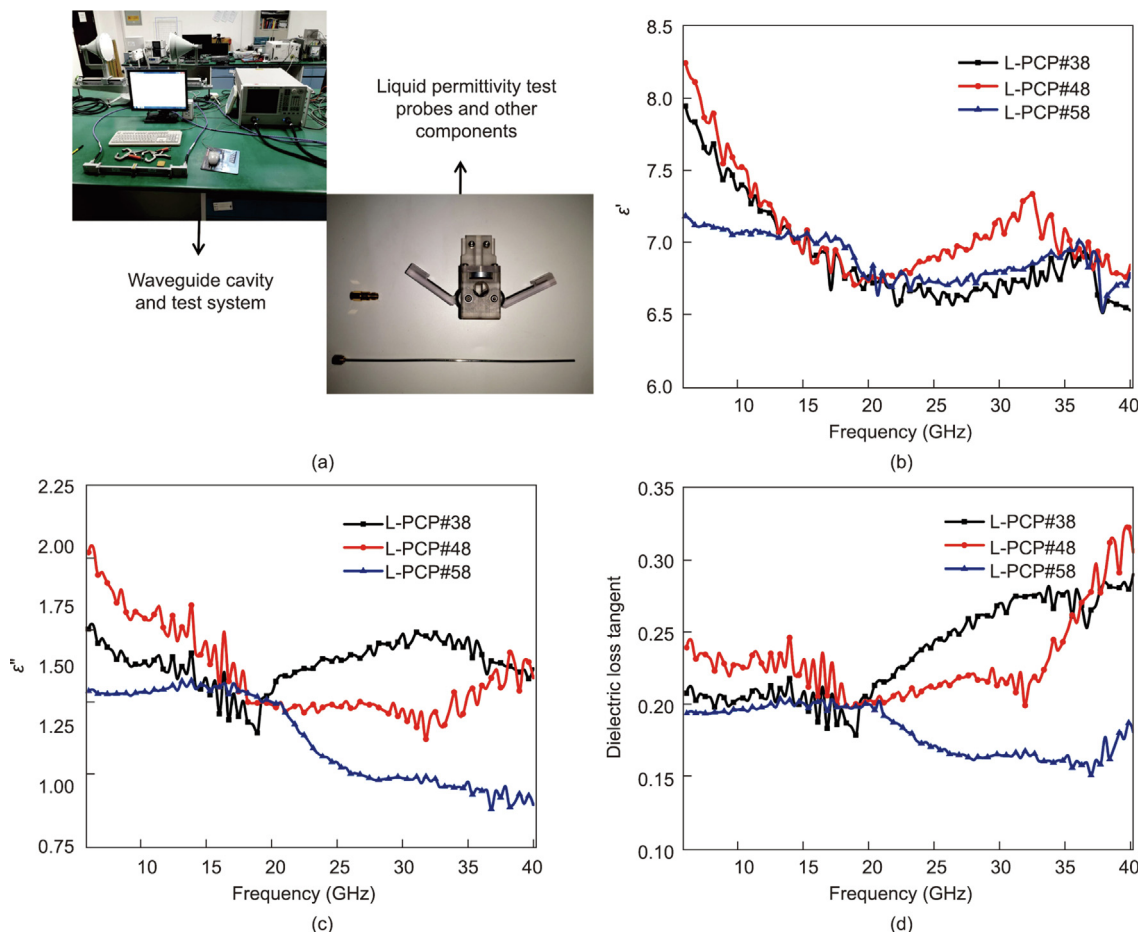 Liquid permittivity test
probes and other
components
Waveguide cavity
and test system
(a)
8.5
8.0
7.5
7.0
6.5
6.0
ε'
L-PCP#38
L-PCP#48
L-PCP#58
10
15
20
25
30
35
40
Frequency (GHz)
(b)
2.25
2.00
1.75
1.50
1.25
1.00
0.75
ε"
L-PCP#38
L-PCP#48
L-PCP#58
10
15
20
25
30
35
40
Frequency (GHz)
(c)
0.35
0.30
0.25
0.20
0.15
0.10
Dielectric loss tangent
L-PCP#38
L-PCP#48
L-PCP#58
10
15
20
25
30
35
40
Frequency (GHz)
(d)